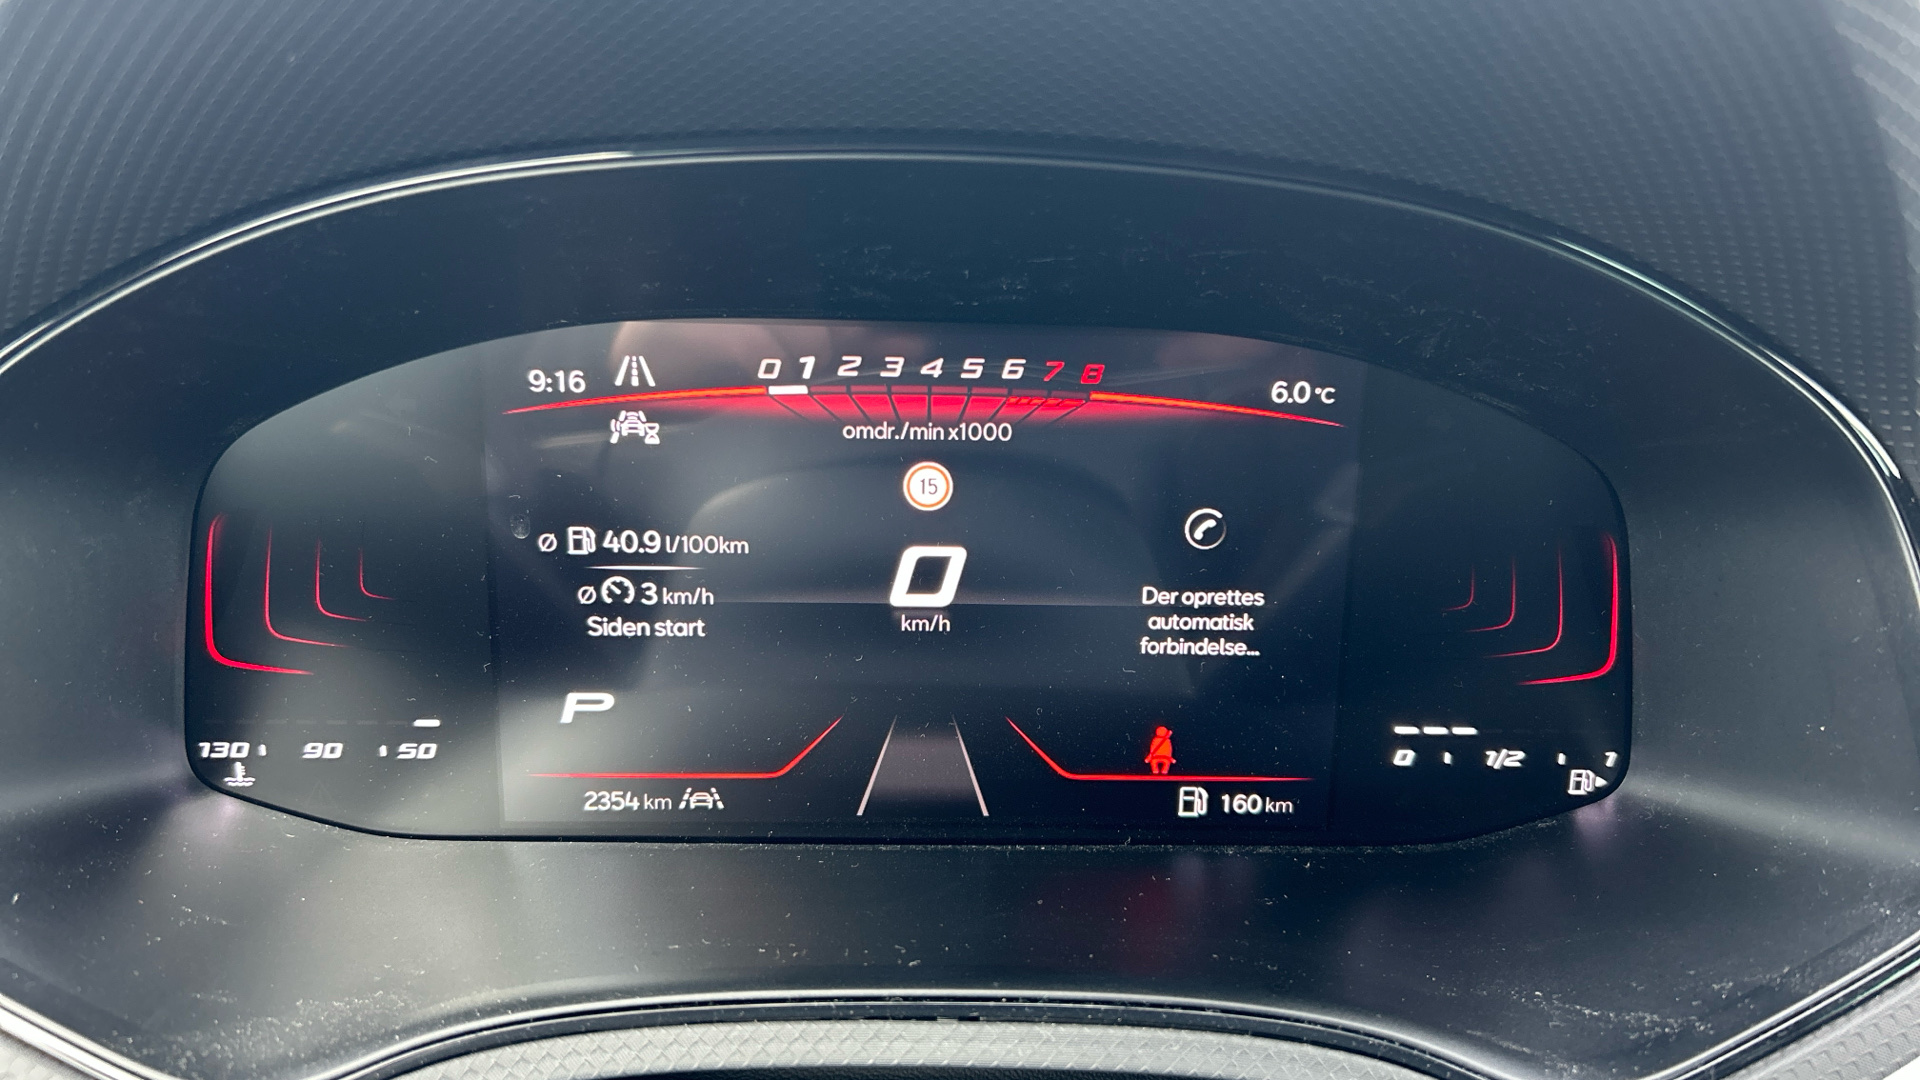 9:16
0 1 2 3 4 5 6 7 8
6.0 °C
omdr./min x1000
15
Ø 40.9 l/100km
Ø 3 km/h
Siden start
0
km/h
Der oprettes
automatisk
forbindelse...
P
130 90 50
0 1/2 1
2354 km
160 km